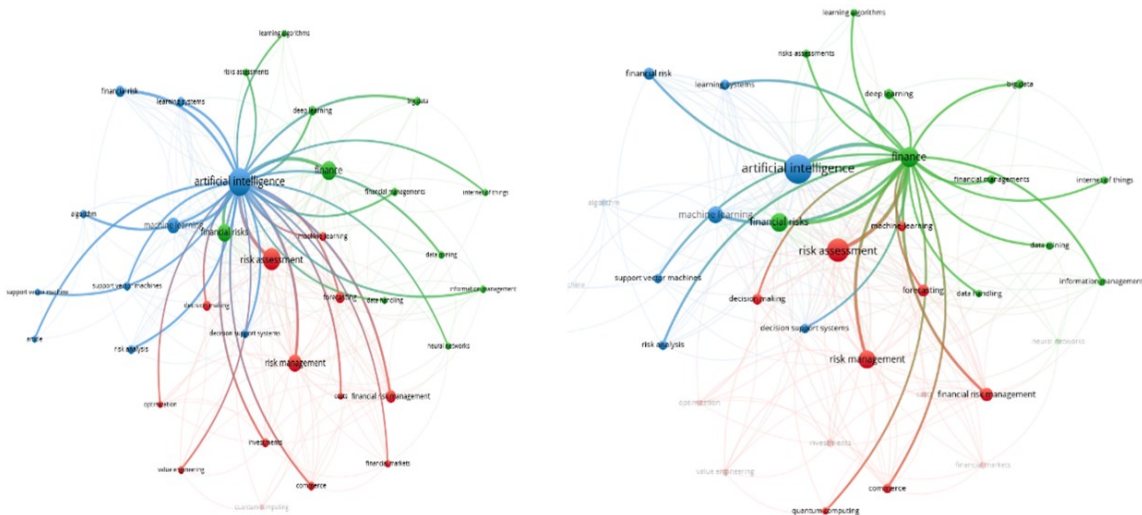 learning algorithms
risks assessments
financial risk
learning systems
big data
deep learning
finance
artificial intelligence
financial managements
internet of things
algorithm
machine learning
financial risks
machine learning
risk assessment
data mining
support vector machine
support vector machines
information management
decision making
forecasting
data handling
decision support systems
neural networks
risk analysis
risk management
costs
financial risk management
optimization
investments
value engineering
financial markets
commerce
quantum computing
learning algorithms
risks assessments
financial risk
learning systems
big data
deep learning
finance
artificial intelligence
financial managements
internet of things
algorithm
machine learning
financial risks
machine learning
risk assessment
data mining
support vector machines
information management
decision making
forecasting
data handling
decision support systems
neural networks
risk analysis
risk management
financial risk management
optimization
investments
value engineering
financial markets
commerce
quantum computing